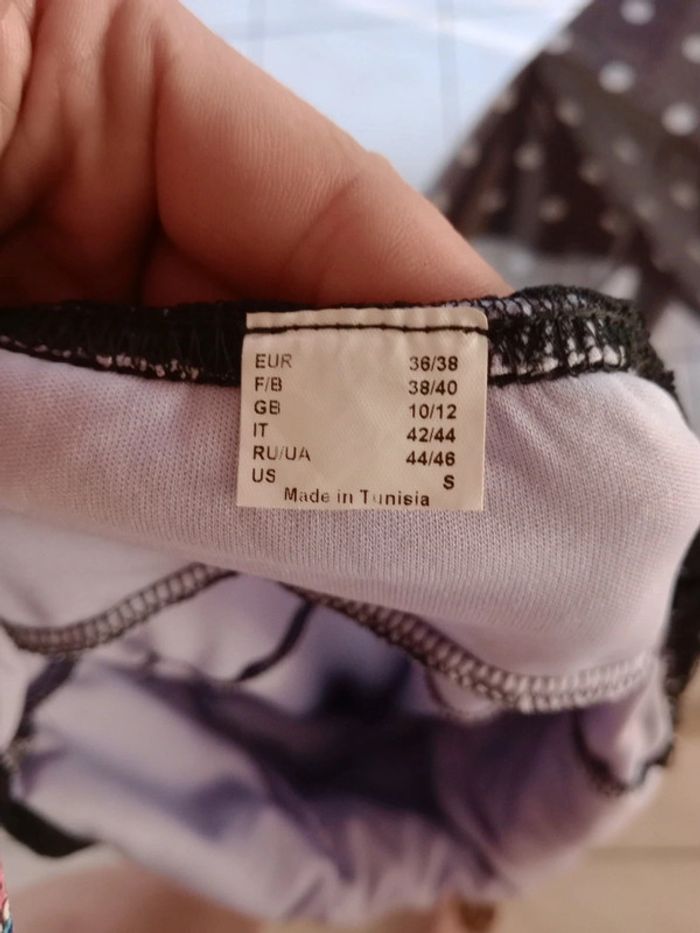 EUR 36/38
F/B 38/40
GB 10/12
IT 42/44
RU/UA 44/46
US S
Made in Tunisia